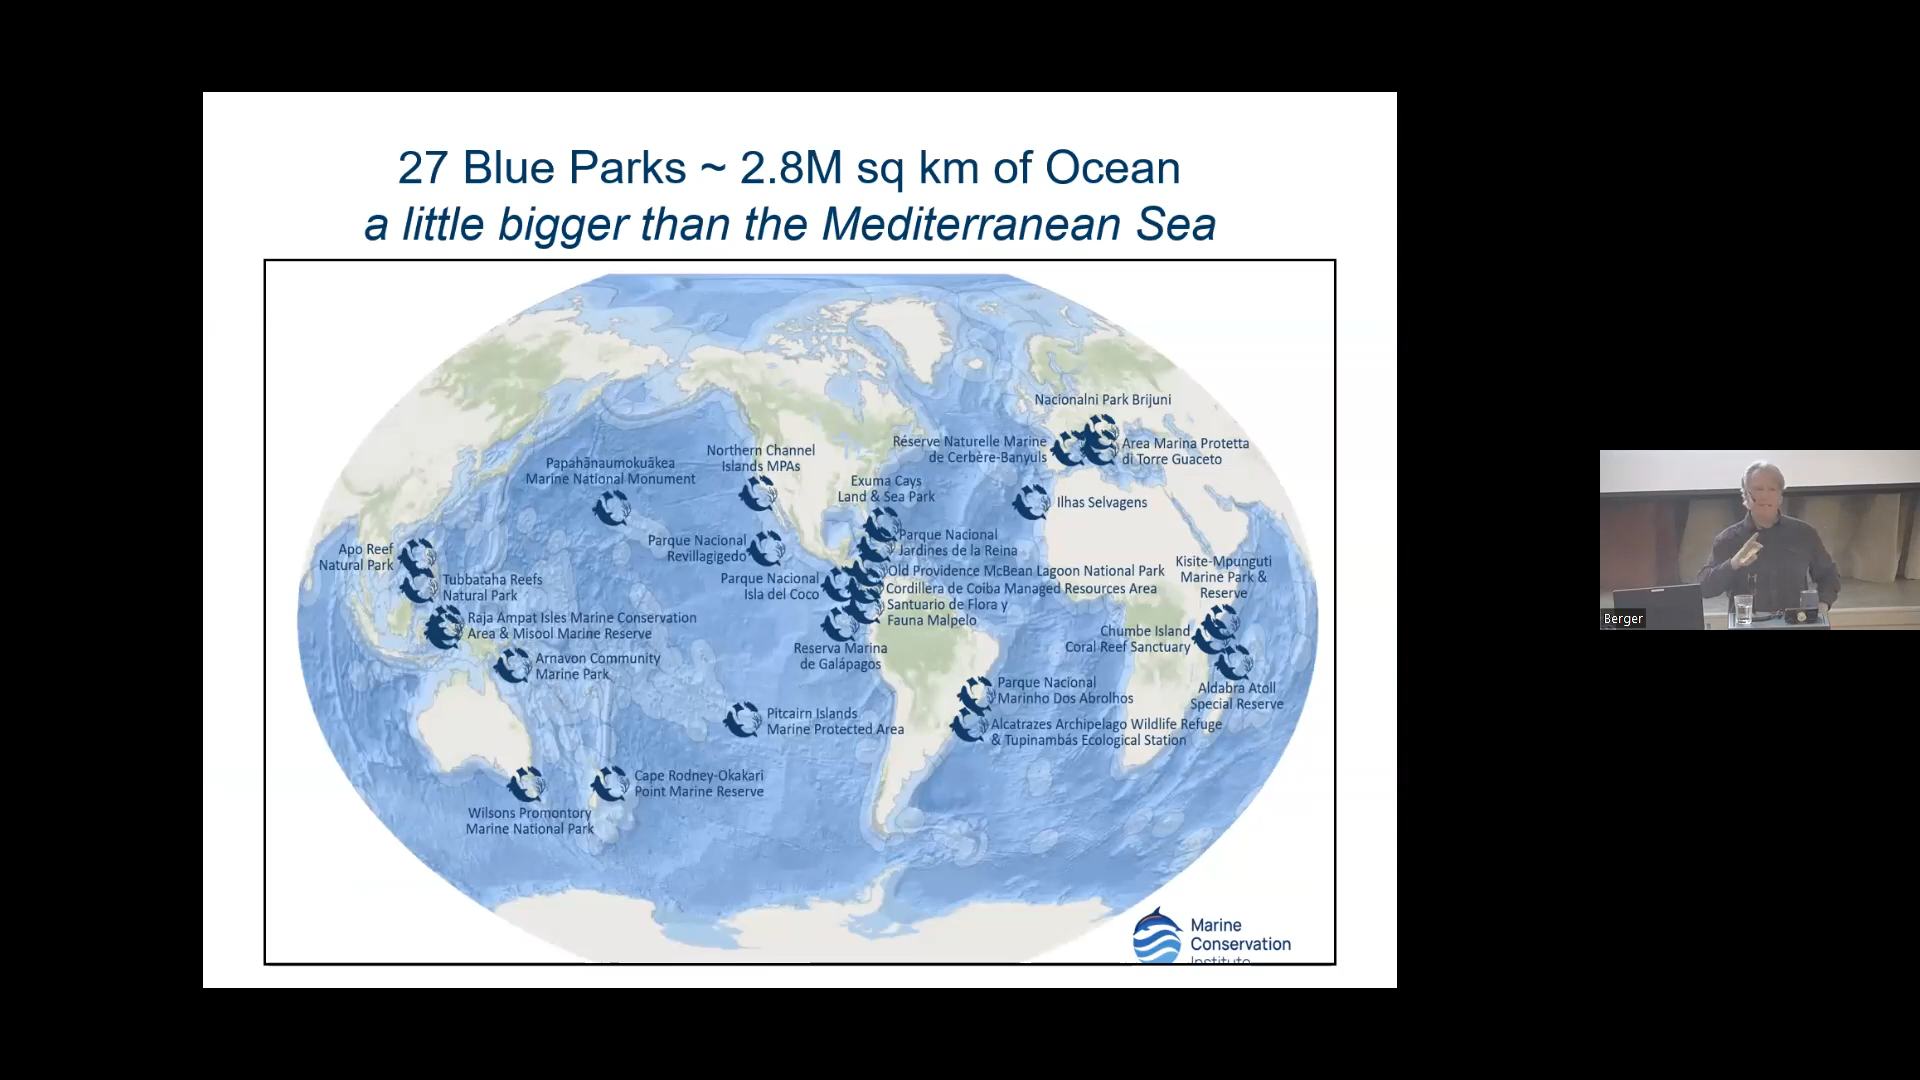 27 Blue Parks ~ 2.8M sq km of Ocean
a little bigger than the Mediterranean Sea
Nacionalni Park Brijuni
Réserve Naturelle Marine
de Cerbère-Banyuls
Area Marina Protetta
di Torre Guaceto
Northern Channel
Islands MPAs
Papahānaumokuākea
Marine National Monument
Exuma Cays
Land & Sea Park
Ilhas Selvagens
Parque Nacional
Revillagigedo
Parque Nacional
Jardines de la Reina
Apo Reef
Natural Park
Tubbataha Reefs
Natural Park
Parque Nacional
Isla del Coco
Old Providence McBean Lagoon National Park
Cordillera de Coiba Managed Resources Area
Santuario de Flora y
Fauna Malpelo
Kisite-Mpunguti
Marine Park &
Reserve
Raja Ampat Isles Marine Conservation
Area & Misool Marine Reserve
Chumbe Island
Coral Reef Sanctuary
Reserva Marina
de Galápagos
Arnavon Community
Marine Park
Parque Nacional
Marinho Dos Abrolhos
Aldabra Atoll
Special Reserve
Pitcairn Islands
Marine Protected Area
Alcatrazes Archipelago Wildlife Refuge
& Tupinambás Ecological Station
Cape Rodney-Okakari
Point Marine Reserve
Wilsons Promontory
Marine National Park
Marine
Conservation
Institute
Berger